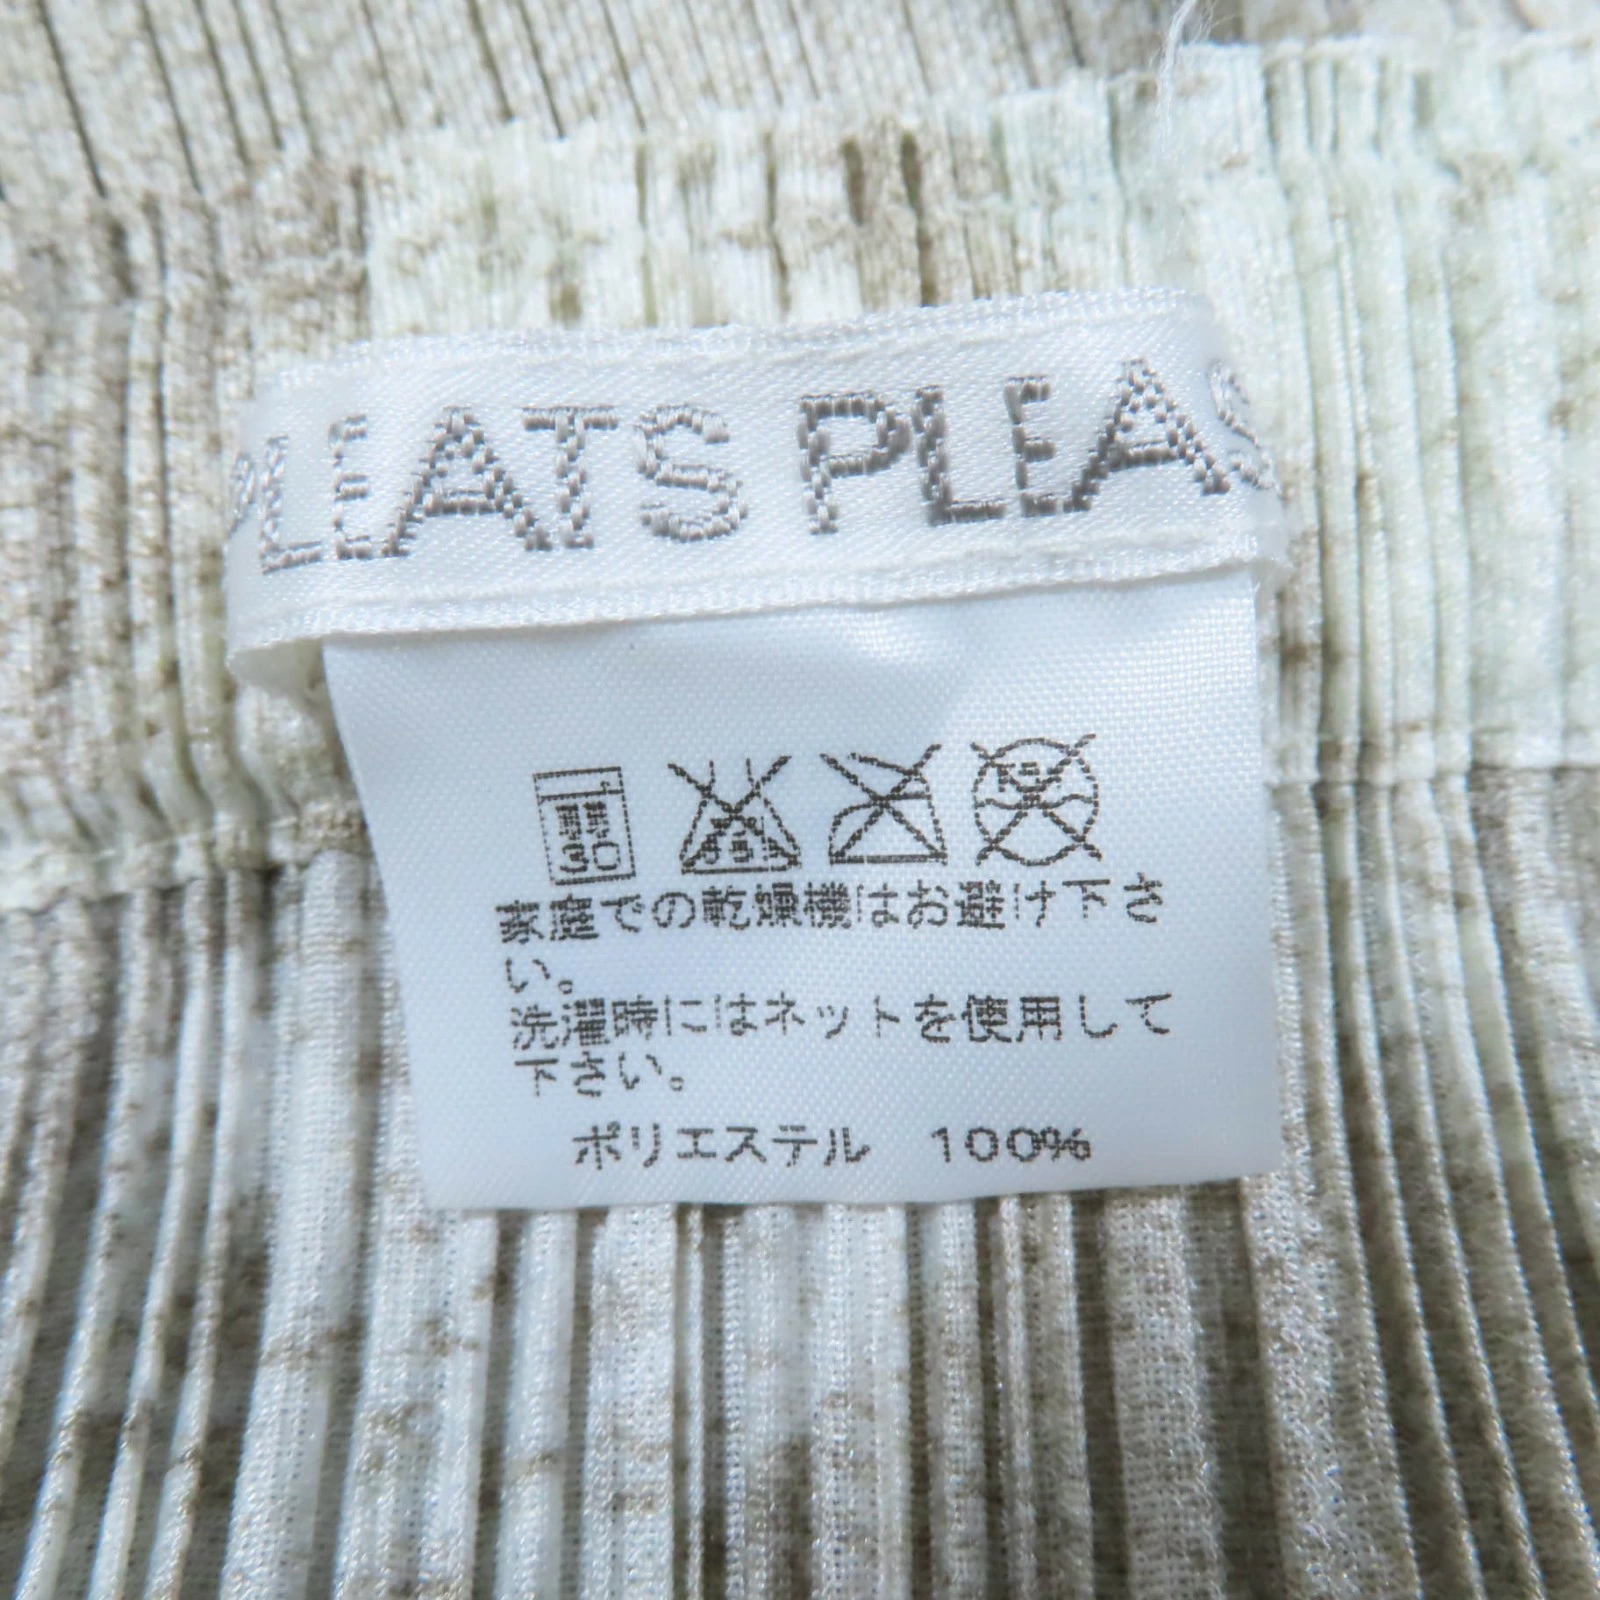 PLEATS PLEAS
30
家庭での乾燥機はお避け下さ
い。
洗濯時にはネットを使用して
下さい。
ポリエステル 100%